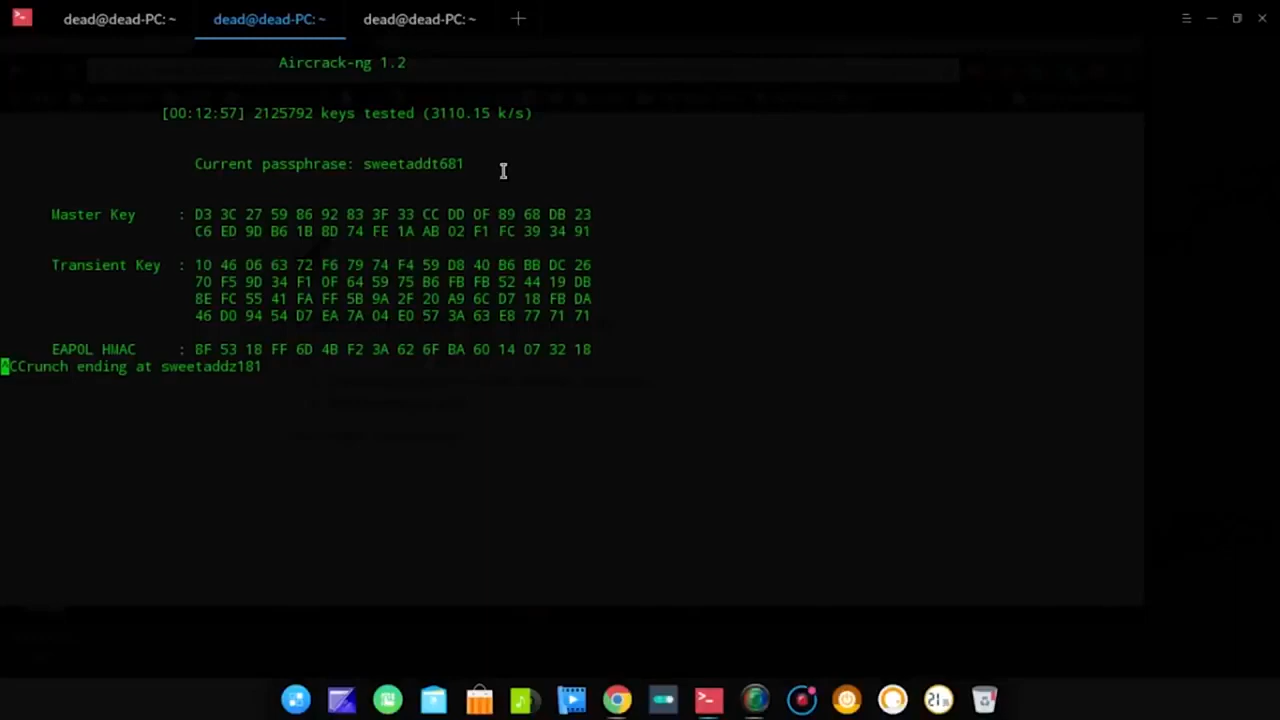 dead@dead-PC: ~ dead@dead-PC: ~ dead@dead-PC: ~
Aircrack-ng 1.2
[00:12:57] 2125792 keys tested (3110.15 k/s)
Current passphrase: sweetaddt681
Master Key : D3 3C 27 59 86 92 83 3F 33 CC DD 0F 89 68 DB 23
C6 ED 9D B6 1B 8D 74 FE 1A AB 02 F1 FC 39 34 91
Transient Key : 10 46 06 63 72 F6 79 74 F4 59 D8 40 B6 BB DC 26
70 F5 9D 34 F1 0F 64 59 75 B6 FB FB 52 44 19 DB
8E FC 55 41 FA FF 5B 9A 2F 20 A9 6C D7 18 FB DA
46 D0 94 54 D7 EA 7A 04 E0 57 3A 63 E8 77 71 71
EAPOL HMAC : 8F 53 18 FF 6D 4B F2 3A 62 6F BA 60 14 07 32 18
^CCrunch ending at sweetaddz181
21